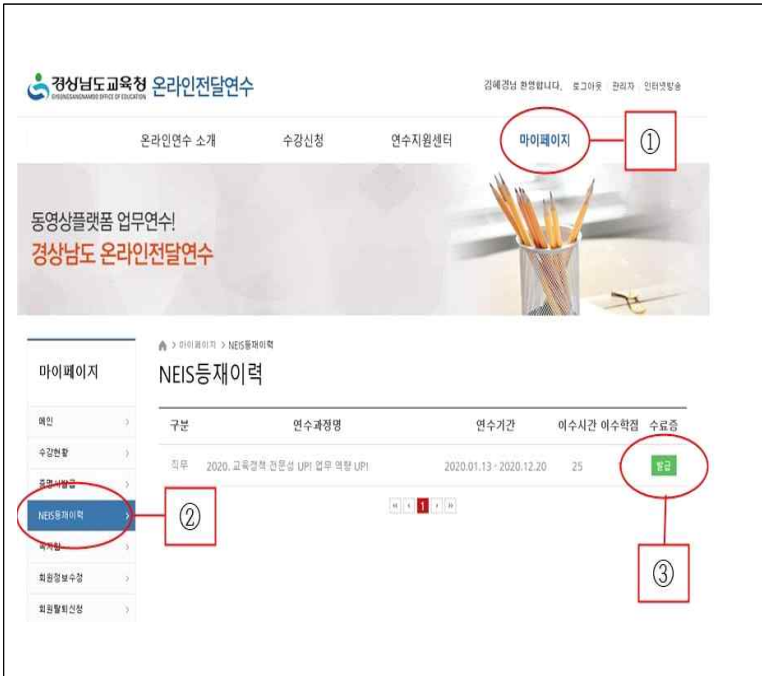 경상남도교육청 온라인전달연수
GYEONGSANGNAMDO OFFICE OF EDUCATION
김혜경님 환영합니다. 로그아웃 관리자 인터넷방송
온라인연수 소개 수강신청 연수지원센터 마이페이지 ①
동영상플랫폼 업무연수!
경상남도 온라인전달연수
마이페이지 > NEIS등재이력
마이페이지
NEIS등재이력
구분 연수과정명 연수기간 이수시간 이수학점 수료증
메인
직무 2020. 교육정책 전문성 UP! 업무 역량 UP! 2020.01.13 - 2020.12.20 25 발급
수강현황
증명서발급
NEIS등재이력
②
1
쪽지함
회원정보수정
회원탈퇴신청
③